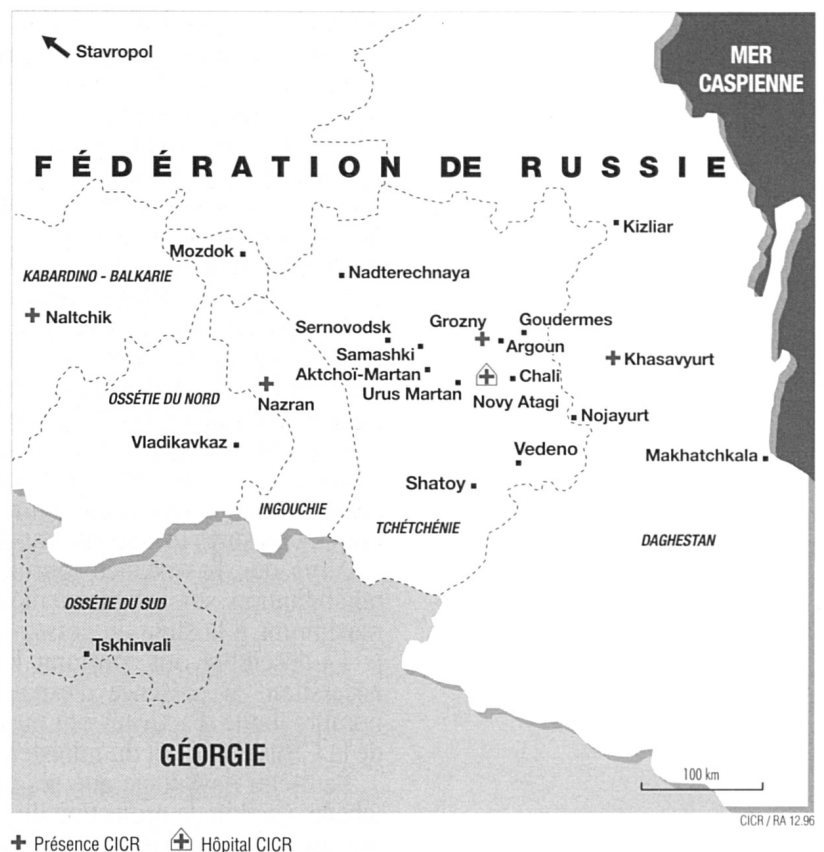 Stavropol
MER
CASPIENNE
FÉDÉRATION DE RUSSIE
Kizliar
Mozdok
KABARDINO - BALKARIE
Nadterechnaya
Naltchik
Sernovodsk
Grozny
Goudermes
Samashki
Argoun
Khasavyurt
Aktchoï-Martan
Chali
OSSÉTIE DU NORD
Nazran
Urus Martan
Novy Atagi
Nojayurt
Vladikavkaz
Vedeno
Makhatchkala
Shatoy
INGOUCHIE
TCHÉTCHÉNIE
DAGHESTAN
OSSÉTIE DU SUD
Tskhinvali
GÉORGIE
100 km
CICR / RA 12.96
Présence CICR
Hôpital CICR